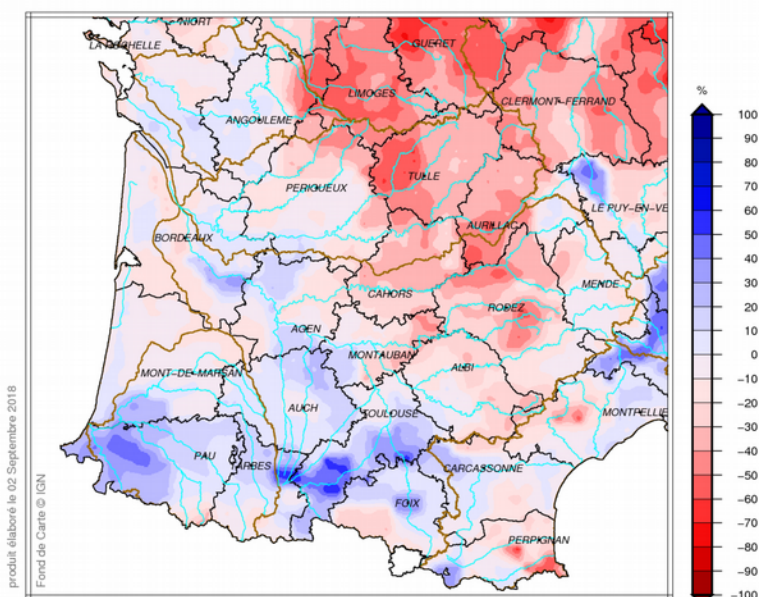 NIORT
LA ROCHELLE
GUERET
LIMOGES
CLERMONT-FERRAND
ANGOULEME
PERIGUEUX
TULLE
LE PUY-EN-VE
AURILLAC
BORDEAUX
MENDE
CAHORS
RODEZ
AGEN
MONTAUBAN
MONT-DE-MARSAN
ALBI
AUCH
TOULOUSE
MONTPELLIE
PAU
TARBES
CARCASSONNE
FOIX
PERPIGNAN
%
100
90
80
70
60
50
40
30
20
10
0
-10
-20
-30
-40
-50
-60
-70
-80
-90
-100
produit élaboré le 02 Septembre 2018
Fond de Carte © IGN